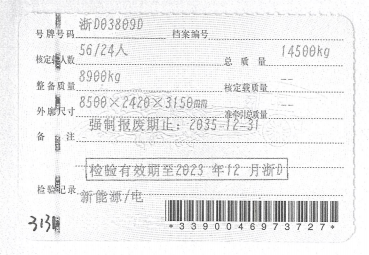 号牌号码 浙D03809D 档案编号
核定载人数 56/24人 总质量 14500kg
整备质量 8900kg 核定载质量 --
外廓尺寸 8500×2420×3150mm 准牵引总质量 --
备注 强制报废期止：2035-12-31
检验有效期至2023年12月浙D
检验记录 新能源/电
313
*3390046973727*